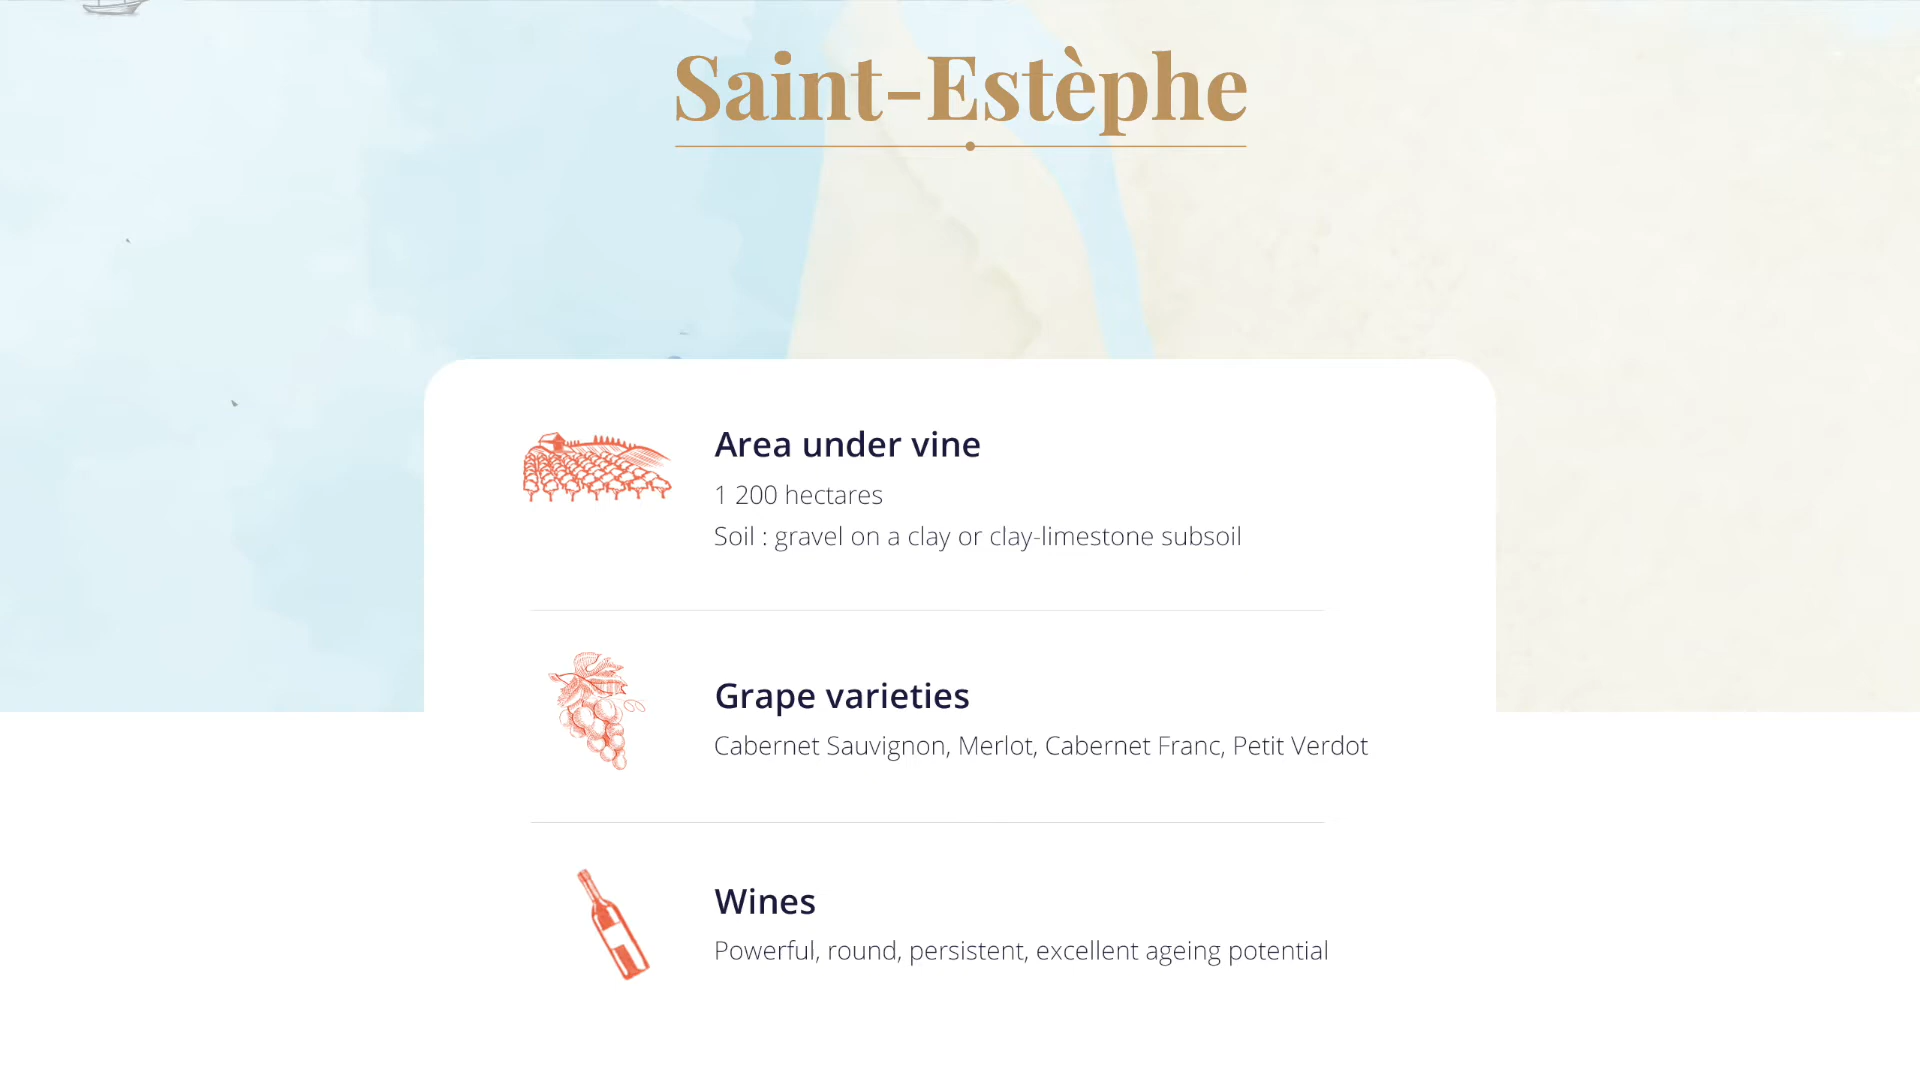 Saint-Estèphe
Area under vine
1 200 hectares
Soil : gravel on a clay or clay-limestone subsoil
Grape varieties
Cabernet Sauvignon, Merlot, Cabernet Franc, Petit Verdot
Wines
Powerful, round, persistent, excellent ageing potential